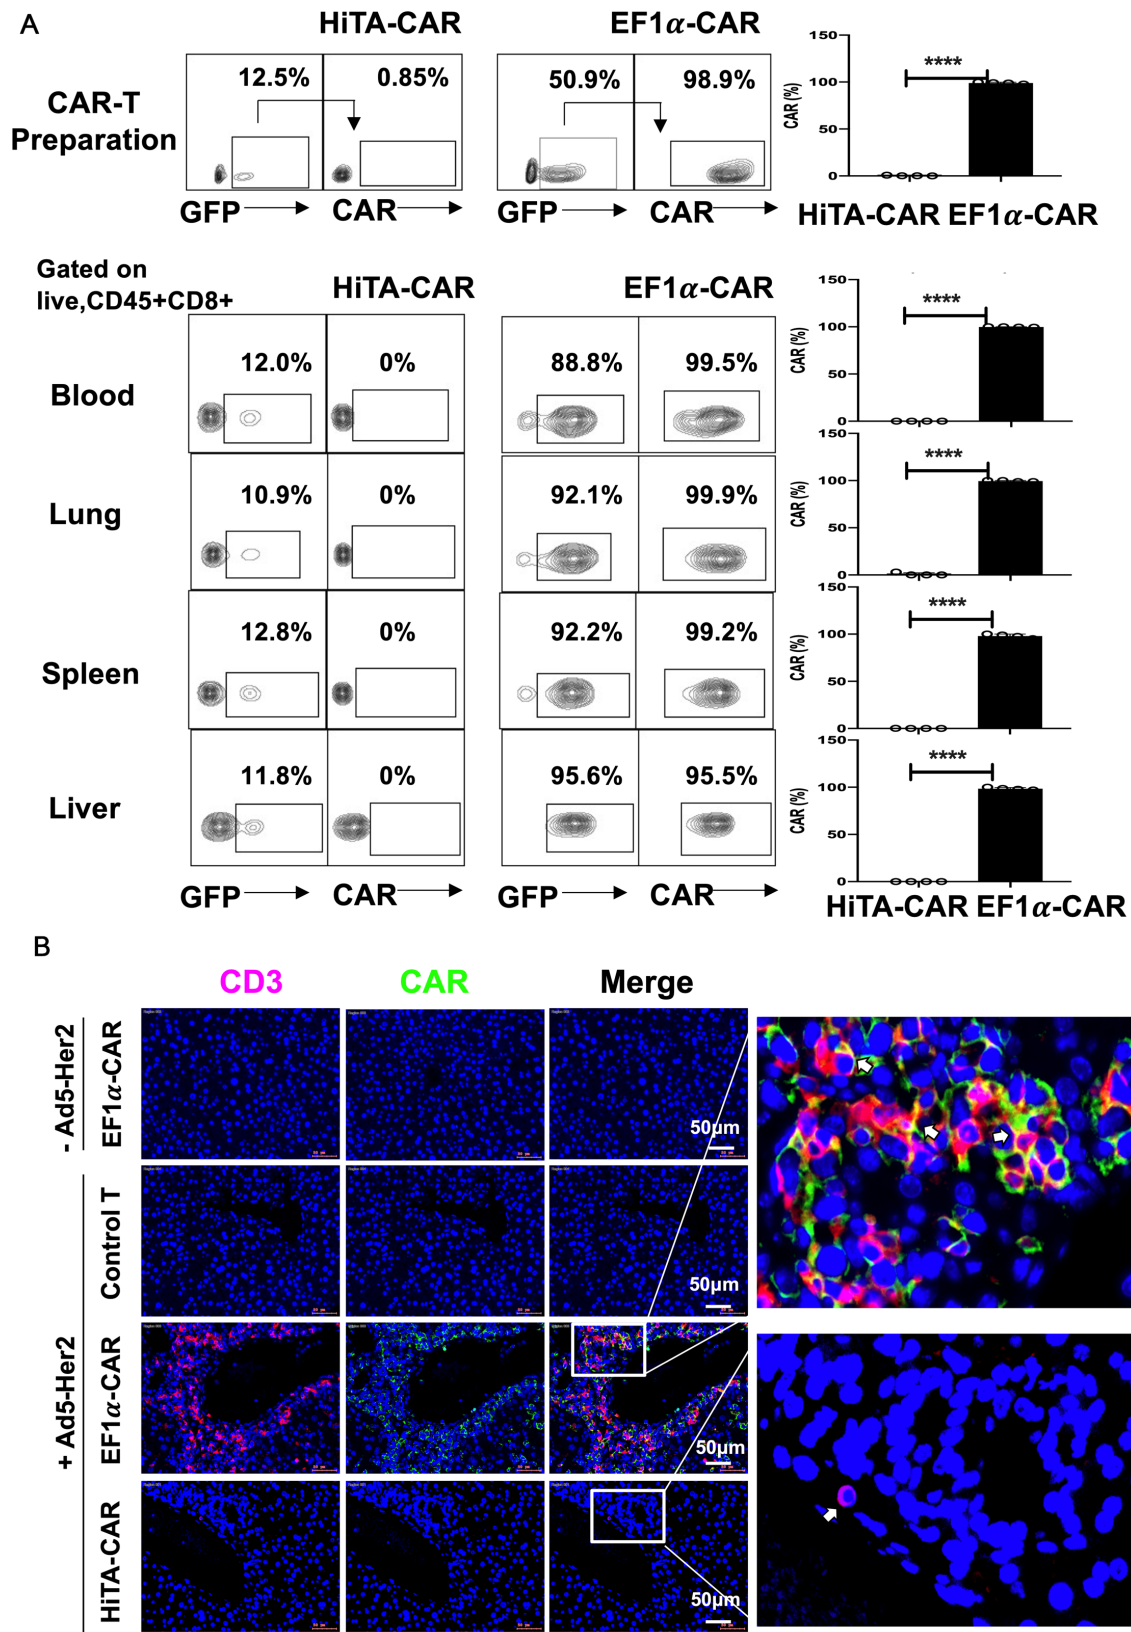 A
HiTA-CAR
EF1α-CAR
CAR-T
Preparation
12.5%
0.85%
50.9%
98.9%
GFP
CAR
GFP
CAR
CAR (%)
150
100
50
0
****
HiTA-CAR EF1α-CAR
Gated on
live,CD45+CD8+
HiTA-CAR
EF1α-CAR
Blood
12.0%
0%
88.8%
99.5%
CAR (%)
150
100
50
0
****
Lung
10.9%
0%
92.1%
99.9%
CAR (%)
150
100
50
0
****
Spleen
12.8%
0%
92.2%
99.2%
CAR (%)
150
100
50
0
****
Liver
11.8%
0%
95.6%
95.5%
CAR (%)
150
100
50
0
****
GFP
CAR
GFP
CAR
HiTA-CAR EF1α-CAR
B
CD3
CAR
Merge
- Ad5-Her2
EF1α-CAR
50μm
+ Ad5-Her2
Control T
50μm
EF1α-CAR
50μm
HiTA-CAR
50μm